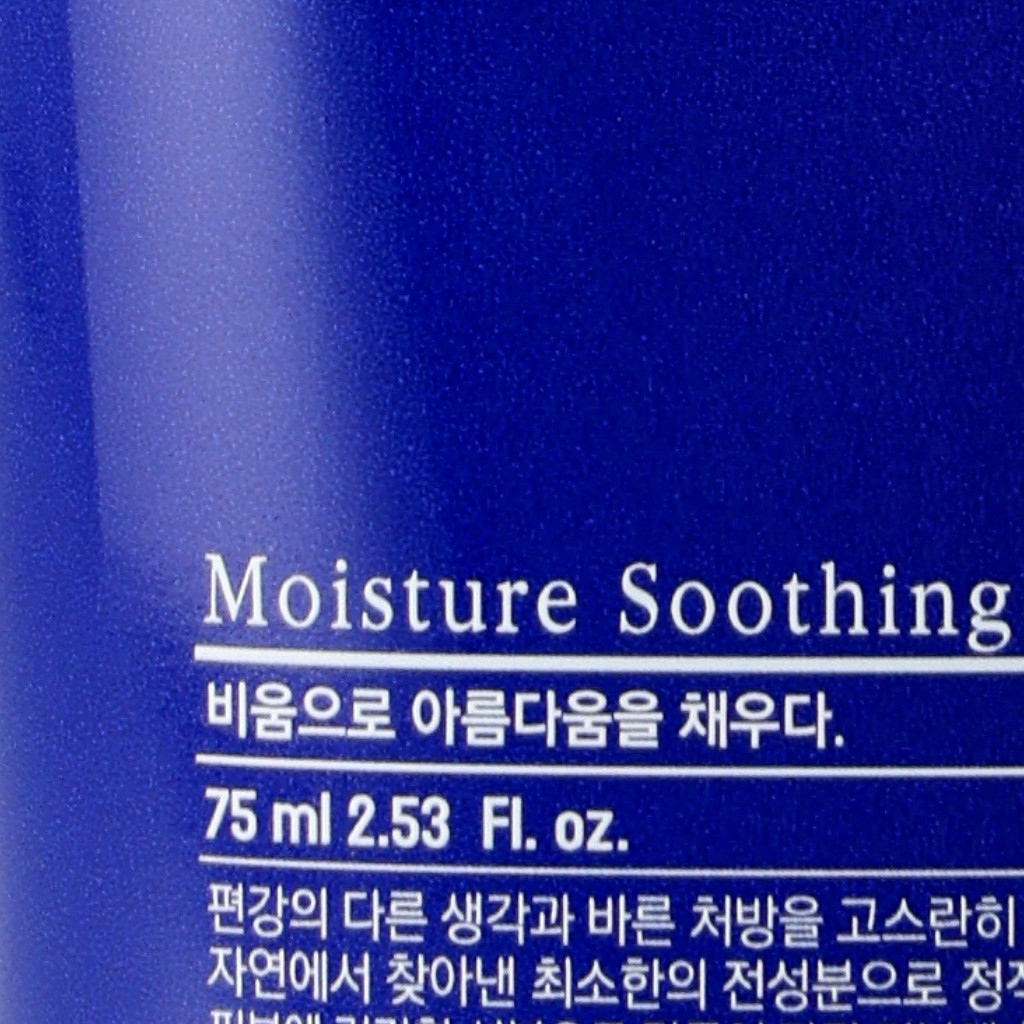 Moisture Soothing
비움으로 아름다움을 채우다.
75 ml 2.53 Fl. oz.
편강의 다른 생각과 바른 처방을 고스란히
자연에서 찾아낸 최소한의 전성분으로